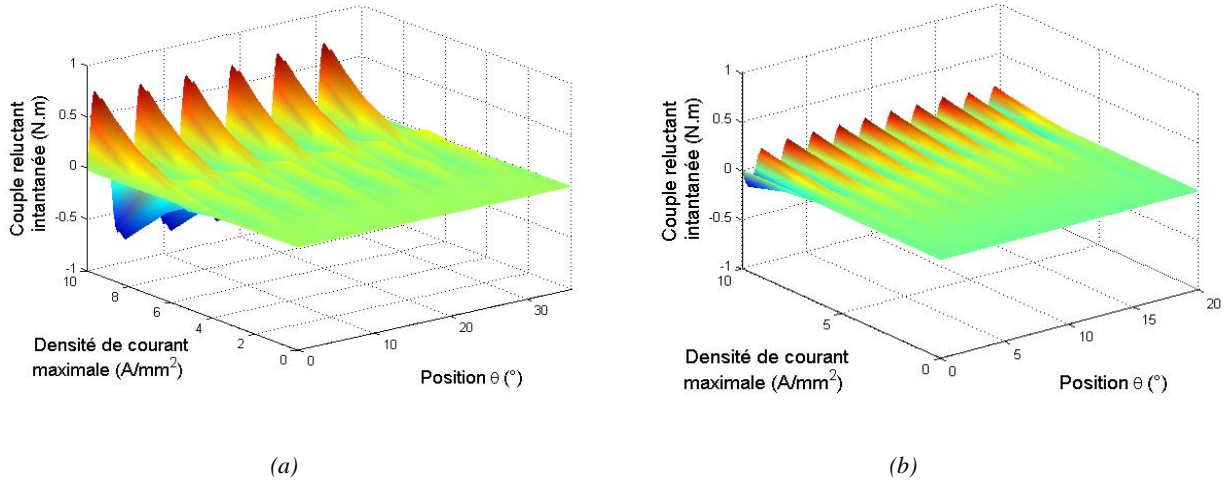 1
0.5
0
-0.5
-1
Couple reluctant
intantanée (N.m)
10
8
6
4
2
0
Densité de courant
maximale (A/mm²)
0
10
20
30
Position θ (°)
(a)
1
0.5
0
-0.5
-1
Couple reluctant
intantanée (N.m)
10
5
0
Densité de courant
maximale (A/mm²)
0
5
10
15
20
Position θ (°)
(b)